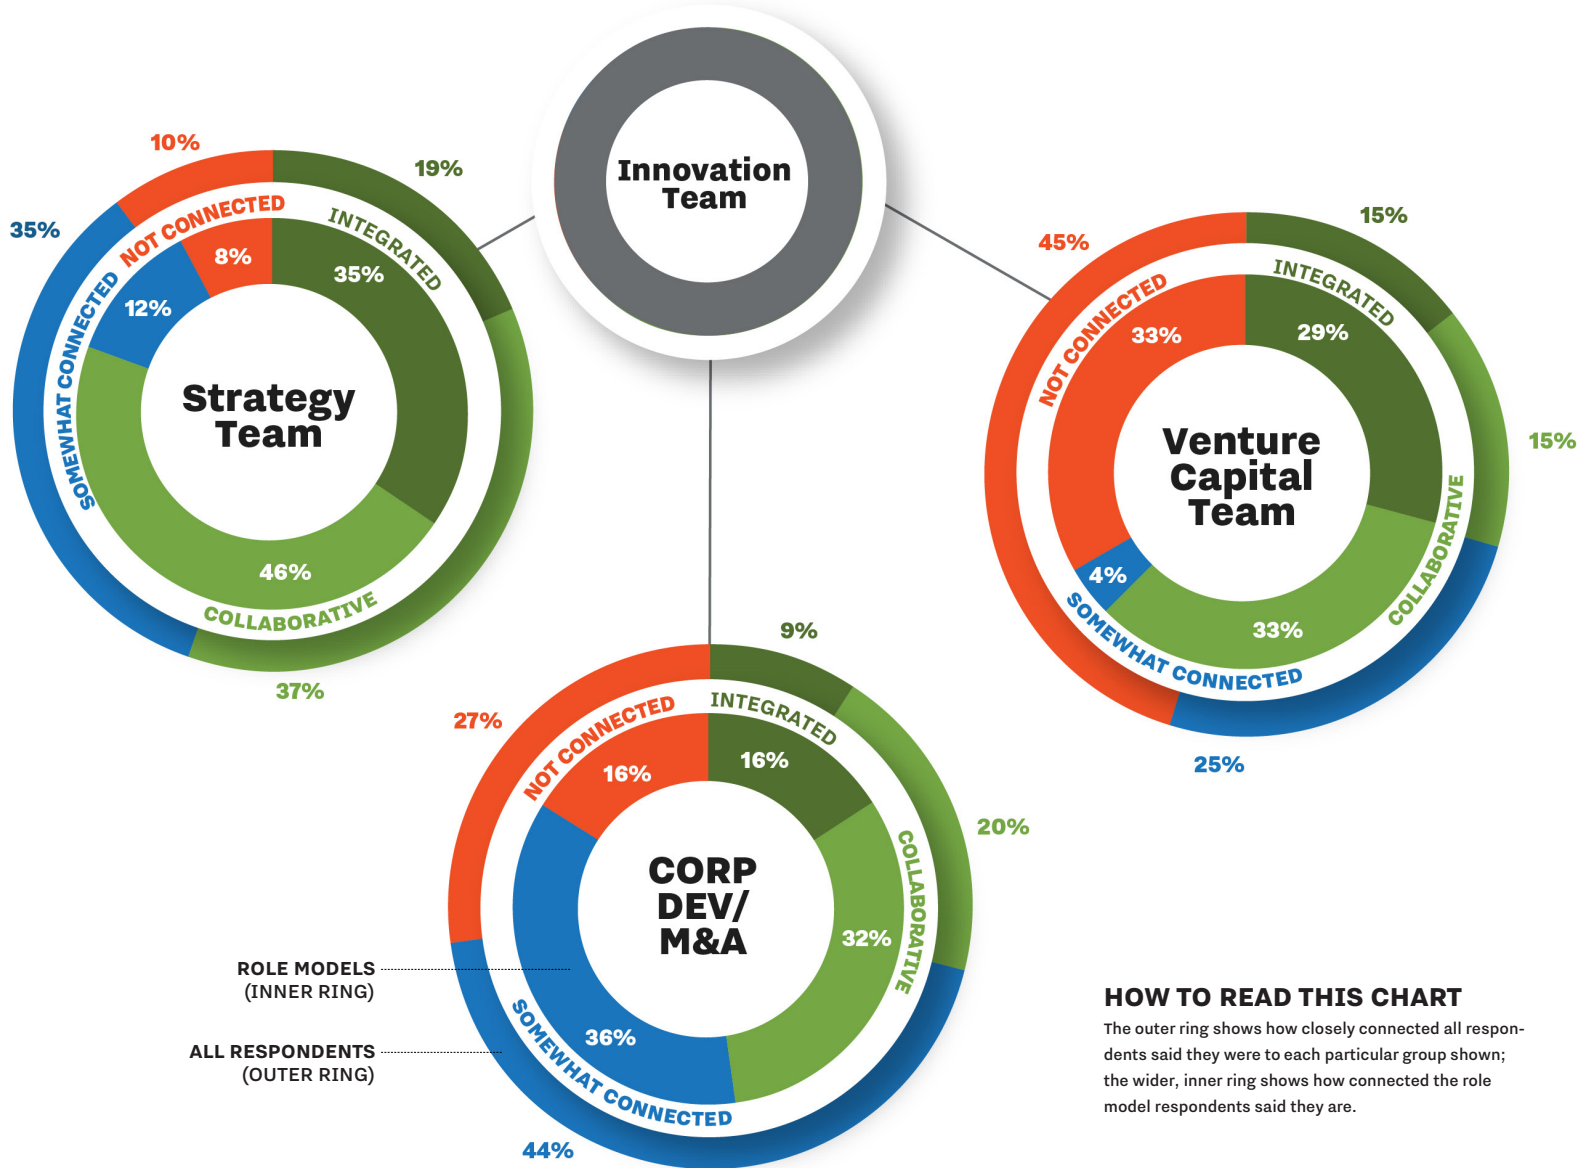 Innovation
Team
10%
19%
35%
37%
NOT CONNECTED
INTEGRATED
SOMEWHAT CONNECTED
COLLABORATIVE
8%
35%
12%
46%
Strategy
Team
45%
15%
15%
25%
NOT CONNECTED
INTEGRATED
COLLABORATIVE
SOMEWHAT CONNECTED
33%
29%
4%
33%
Venture
Capital
Team
9%
27%
20%
44%
NOT CONNECTED
INTEGRATED
COLLABORATIVE
SOMEWHAT CONNECTED
16%
16%
32%
36%
CORP
DEV/
M&A
ROLE MODELS
(INNER RING)
ALL RESPONDENTS
(OUTER RING)
HOW TO READ THIS CHART
The outer ring shows how closely connected all respon-
dents said they were to each particular group shown;
the wider, inner ring shows how connected the role
model respondents said they are.